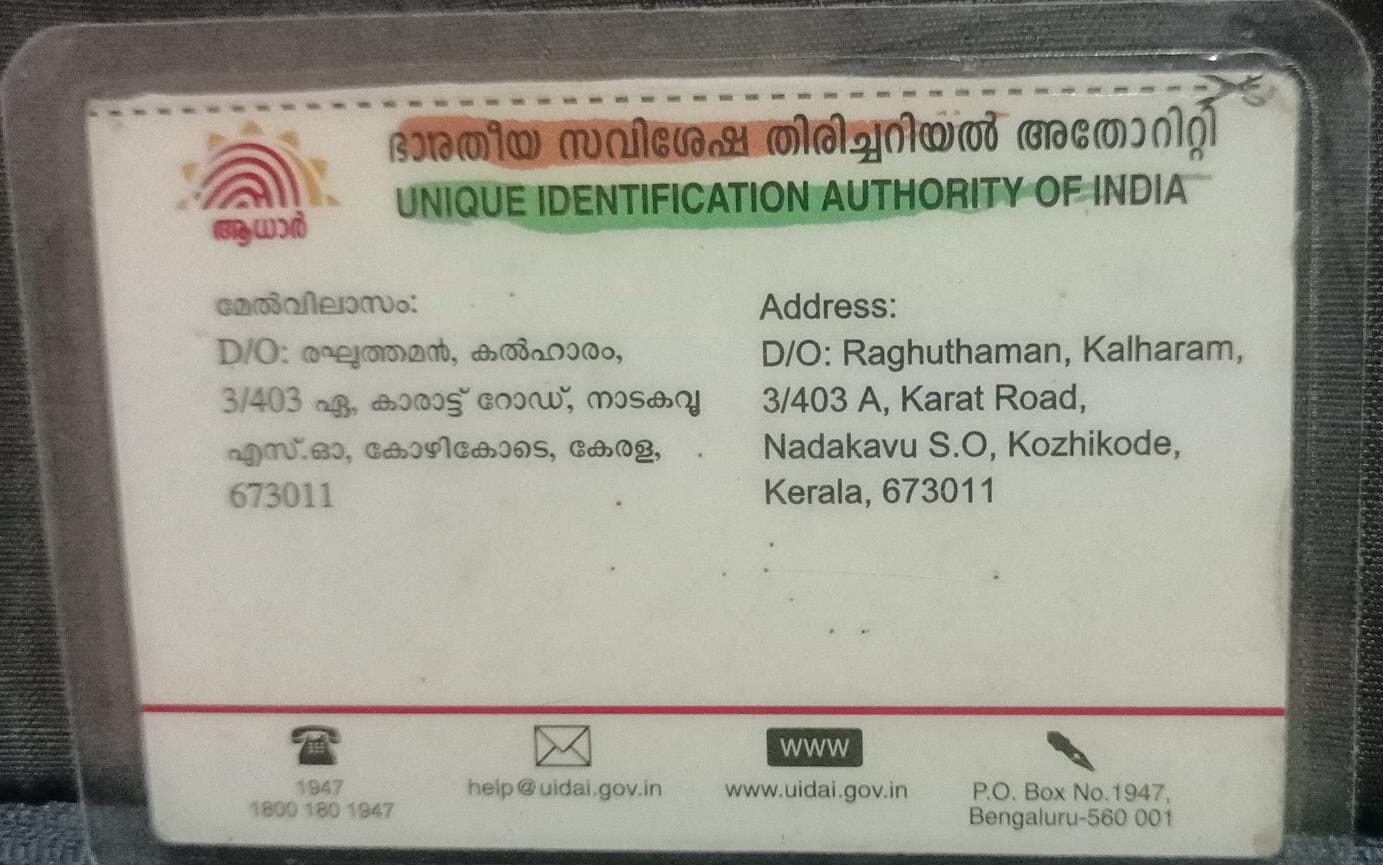 ഭാരതീയ സവിശേഷ തിരിച്ചറിയൽ അതോറിറ്റി
UNIQUE IDENTIFICATION AUTHORITY OF INDIA
ആധാർ
മേൽവിലാസം:
D/O: രഘുത്തമൻ, കൽഹാരം,
3/403 ഏ, കാരാട്ട് റോഡ്, നാടകവൂ
എസ്.ഓ, കോഴികോടെ, കേരള,
673011
Address:
D/O: Raghuthaman, Kalharam,
3/403 A, Karat Road,
Nadakavu S.O, Kozhikode,
Kerala, 673011
1947
1800 180 1947
help@uidai.gov.in
WWW
www.uidai.gov.in
P.O. Box No.1947,
Bengaluru-560 001